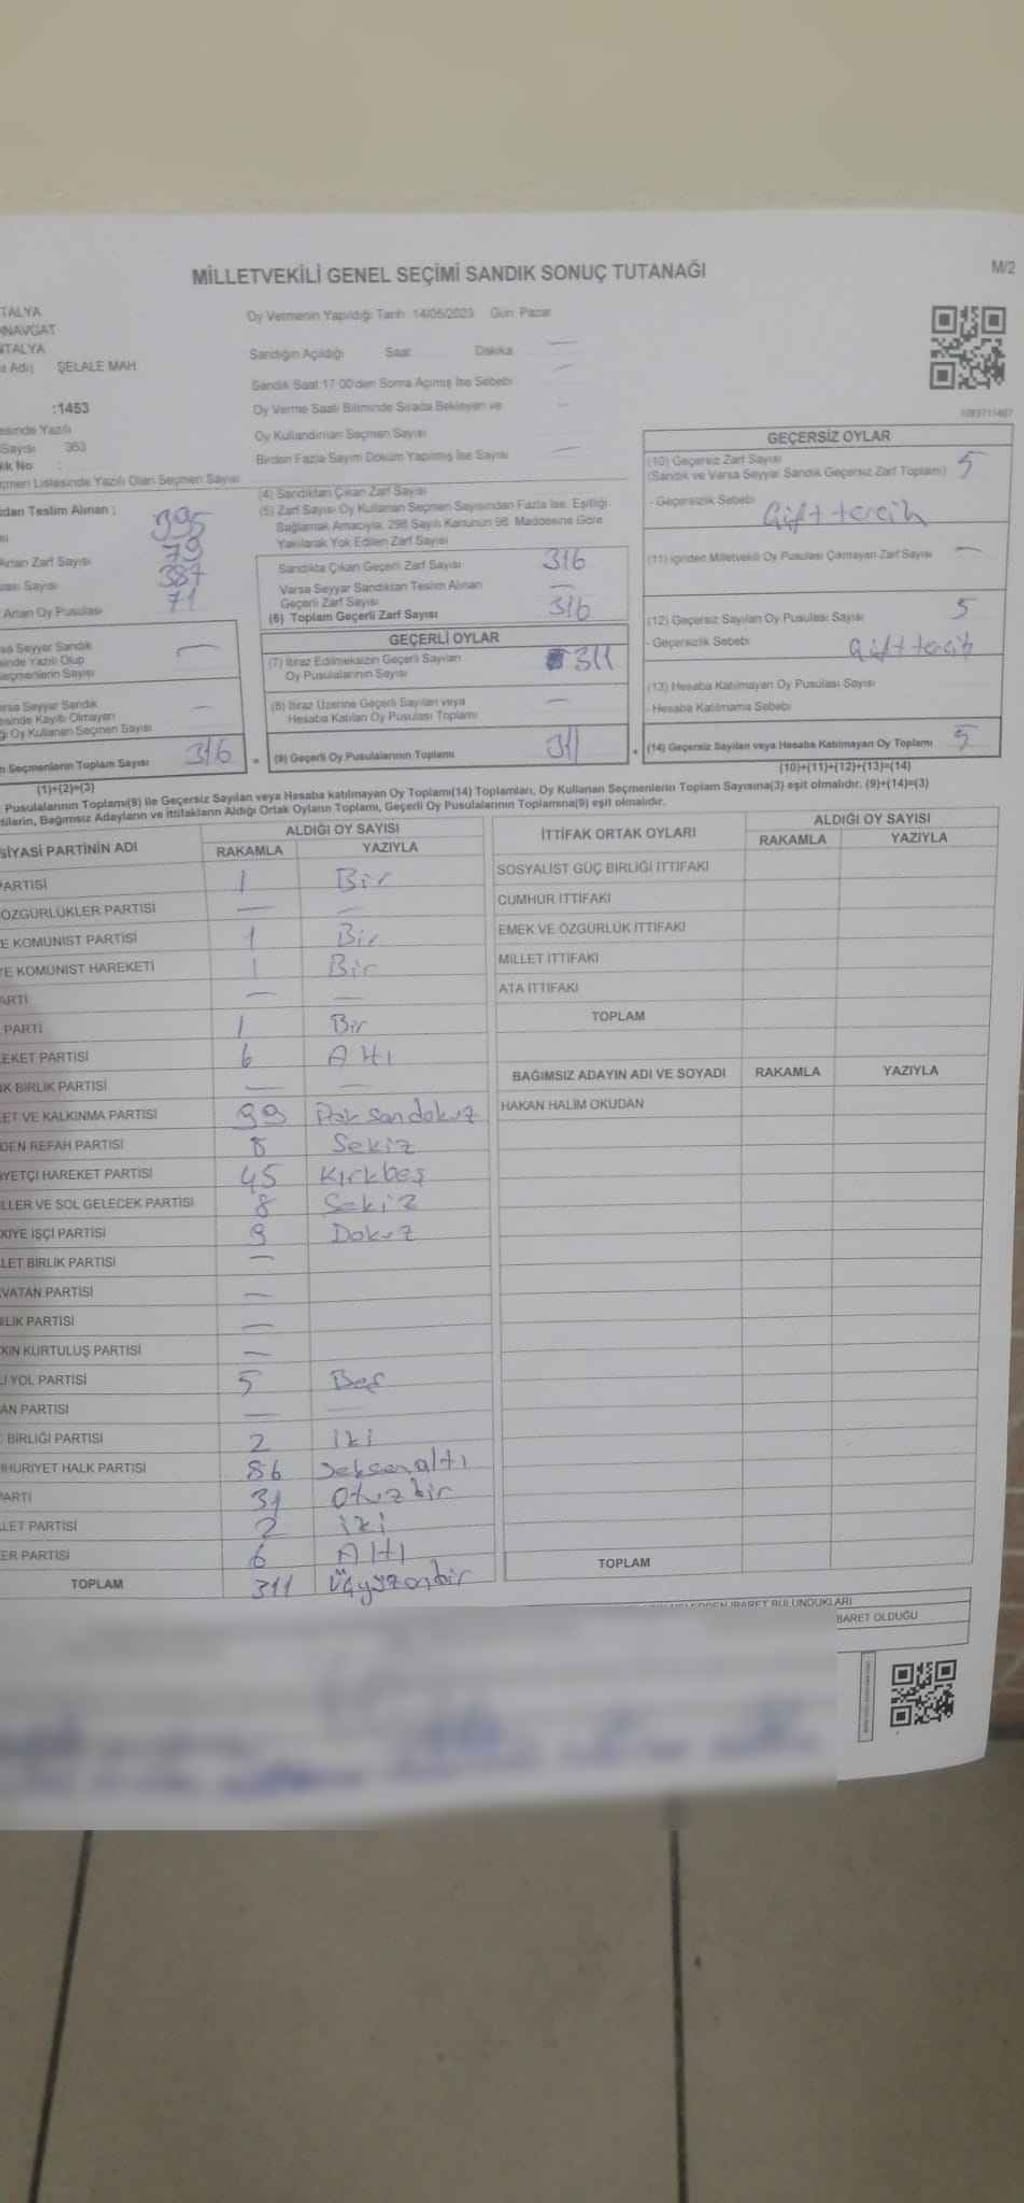 MİLLETVEKİLİ GENEL SEÇİMİ SANDIK SONUÇ TUTANAĞI
M/2
TALYA
NAVGAT
TALYA
Adı: ŞELALE MAH.
:1453
esinde Yazılı
Sayısı 363
ık No :
çmen Listesinde Yazılı Olan Seçmen Sayısı
Oy Vermenin Yapıldığı Tarih: 14/05/2023 Gün: Pazar
Sandığın Açıldığı Saat Dakika —
Sandık Saat 17:00'den Sonra Açılmış İse Sebebi —
Oy Verme Saati Bitiminde Sırada Bekleyen ve —
Oy Kullandırılan Seçmen Sayısı
Birden Fazla Sayım Döküm Yapılmış İse Sayısı —
dan Teslim Alınan : 395
Artan Zarf Sayısı 79
ası Sayısı 387
Artan Oy Pusulası 71
sa Seyyar Sandık —
sinde Yazılı Olup
eçmenlerin Sayısı
rsa Seyyar Sandık —
esinde Kayıtlı Olmayan
ğı Oy Kullanan Seçmen Sayısı
n Seçmenlerin Toplam Sayısı 316
(1)+(2)=(3)
(4) Sandıktan Çıkan Zarf Sayısı
(5) Zarf Sayısı Oy Kullanan Seçmen Sayısından Fazla İse, Eşitliği
Sağlamak Amacıyla, 298 Sayılı Kanunun 98. Maddesine Göre
Yakılarak Yok Edilen Zarf Sayısı
Sandıkta Çıkan Geçerli Zarf Sayısı 316
Varsa Seyyar Sandıktan Teslim Alınan —
Geçerli Zarf Sayısı
(6) Toplam Geçerli Zarf Sayısı 316
GEÇERLİ OYLAR
(7) İtiraz Edilmeksizin Geçerli Sayılan 311
Oy Pusulalarının Sayısı
(8) İtiraz Üzerine Geçerli Sayılan veya —
Hesaba Katılan Oy Pusulası Toplamı
(9) Geçerli Oy Pusulalarının Toplamı 311
GEÇERSİZ OYLAR
(10) Geçersiz Zarf Sayısı 5
(Sandık ve Varsa Seyyar Sandık Geçersiz Zarf Toplamı)
- Geçersizlik Sebebi Çift tercih
(11) İçinden Milletvekili Oy Pusulası Çıkmayan Zarf Sayısı —
(12) Geçersiz Sayılan Oy Pusulası Sayısı 5
- Geçersizlik Sebebi Çift tercih
(13) Hesaba Katılmayan Oy Pusulası Sayısı
- Hesaba Katılmama Sebebi
(14) Geçersiz Sayılan veya Hesaba Katılmayan Oy Toplamı 5
(10)+(11)+(12)+(13)=(14)
Pusulalarının Toplamı(9) ile Geçersiz Sayılan veya Hesaba katılmayan Oy Toplamı(14) Toplamları, Oy Kullanan Seçmenlerin Toplam Sayısına(3) eşit olmalıdır. (9)+(14)=(3)
tilerin, Bağımsız Adayların ve İttifakların Aldığı Ortak Oyların Toplamı, Geçerli Oy Pusulalarının Toplamına(9) eşit olmalıdır.
SİYASİ PARTİNİN ADI ALDIĞI OY SAYISI
RAKAMLA YAZIYLA
PARTİSİ 1 Bir
ÖZGÜRLÜKLER PARTİSİ — —
E KOMÜNİST PARTİSİ 1 Bir
YE KOMÜNİST HAREKETİ 1 Bir
ARTİ — —
PARTİ 1 Bir
EKET PARTİSİ 6 Altı
K BİRLİK PARTİSİ — —
ET VE KALKINMA PARTİSİ 99 Doksandokuz
DEN REFAH PARTİSİ 8 Sekiz
YETÇİ HAREKET PARTİSİ 45 Kırkbeş
LLER VE SOL GELECEK PARTİSİ 8 Sekiz
KİYE İŞÇİ PARTİSİ 9 Dokuz
LET BİRLİK PARTİSİ —
VATAN PARTİSİ —
LİK PARTİSİ —
KIN KURTULUŞ PARTİSİ —
YOL PARTİSİ 5 Beş
AN PARTİSİ — —
BİRLİĞİ PARTİSİ 2 İki
HURİYET HALK PARTİSİ 86 Seksenaltı
PARTİ 31 Otuzbir
LET PARTİSİ 2 İki
ER PARTİSİ 6 Altı
TOPLAM 311 Üçyüzonbir
İTTİFAK ORTAK OYLARI ALDIĞI OY SAYISI
RAKAMLA YAZIYLA
SOSYALİST GÜÇ BİRLİĞİ İTTİFAKI
CUMHUR İTTİFAKI
EMEK VE ÖZGÜRLÜK İTTİFAKI
MİLLET İTTİFAKI
ATA İTTİFAKI
TOPLAM
BAĞIMSIZ ADAYIN ADI VE SOYADI RAKAMLA YAZIYLA
HAKAN HALİM OKUDAN
TOPLAM
İBARET BULUNDUKLARI
BARET OLDUĞU